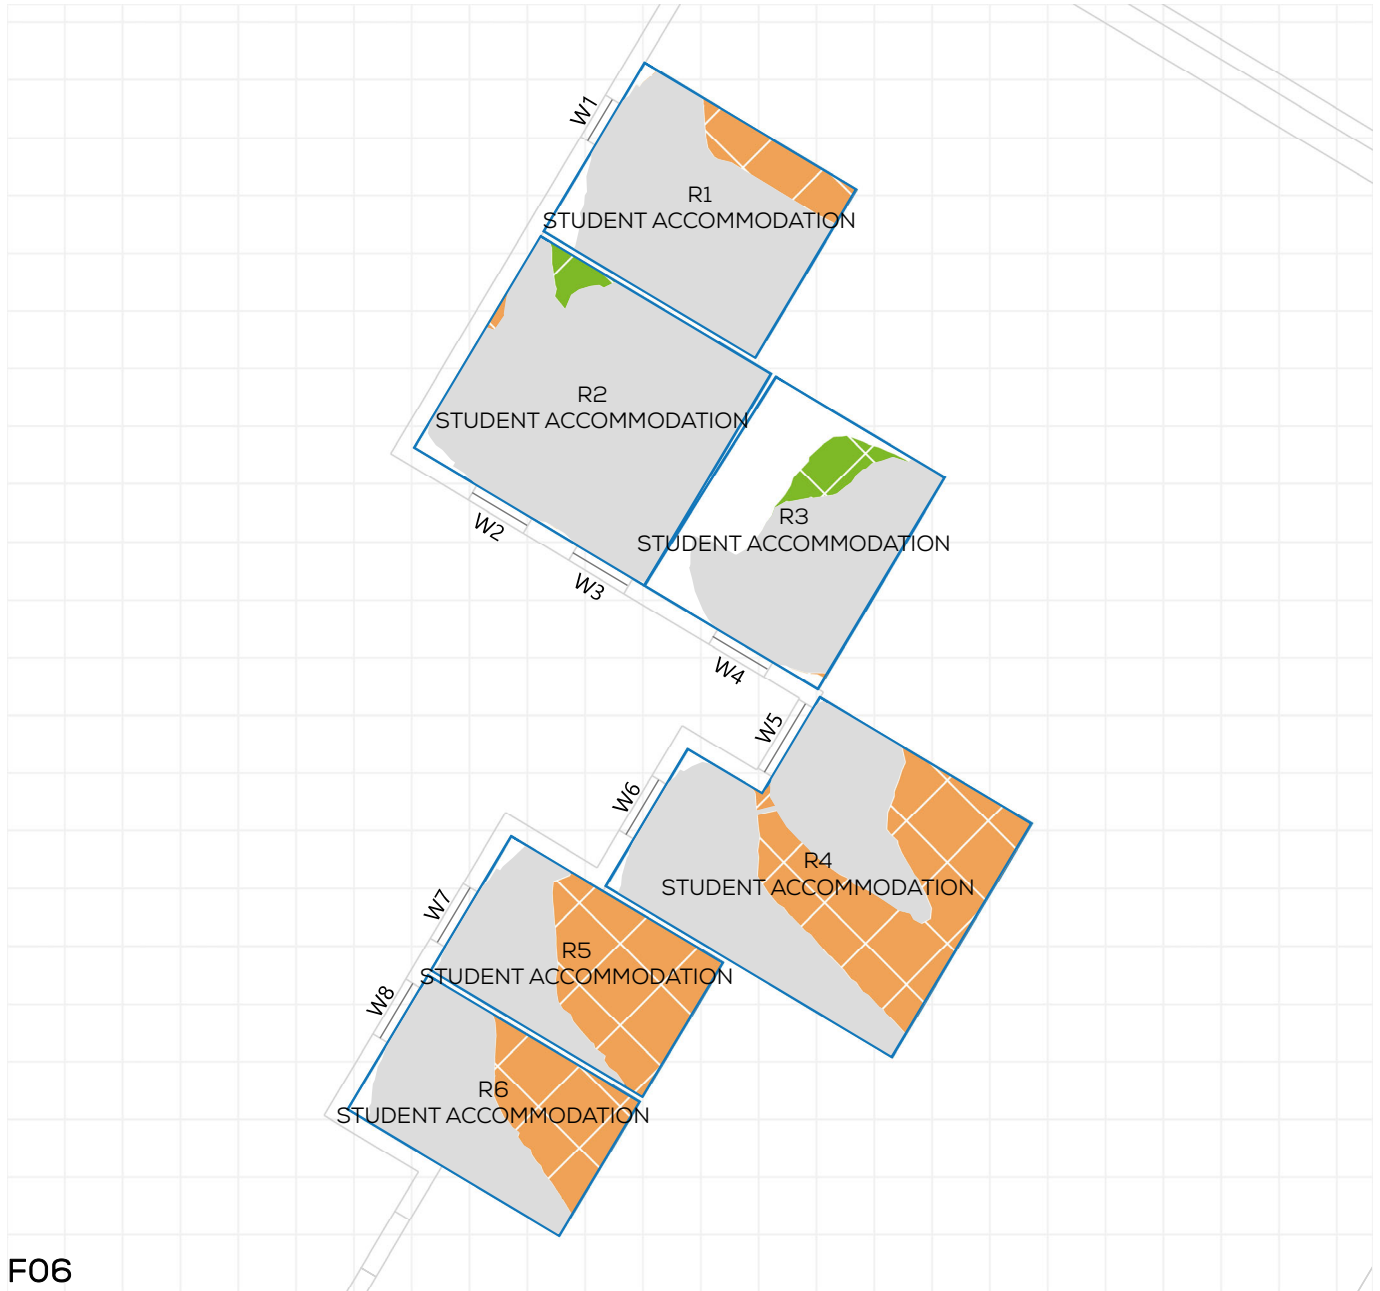 W1
R1
STUDENT ACCOMMODATION
R2
STUDENT ACCOMMODATION
W2
W3
R3
STUDENT ACCOMMODATION
W4
W5
W6
R4
STUDENT ACCOMMODATION
W7
R5
STUDENT ACCOMMODATION
W8
R6
STUDENT ACCOMMODATION
F06